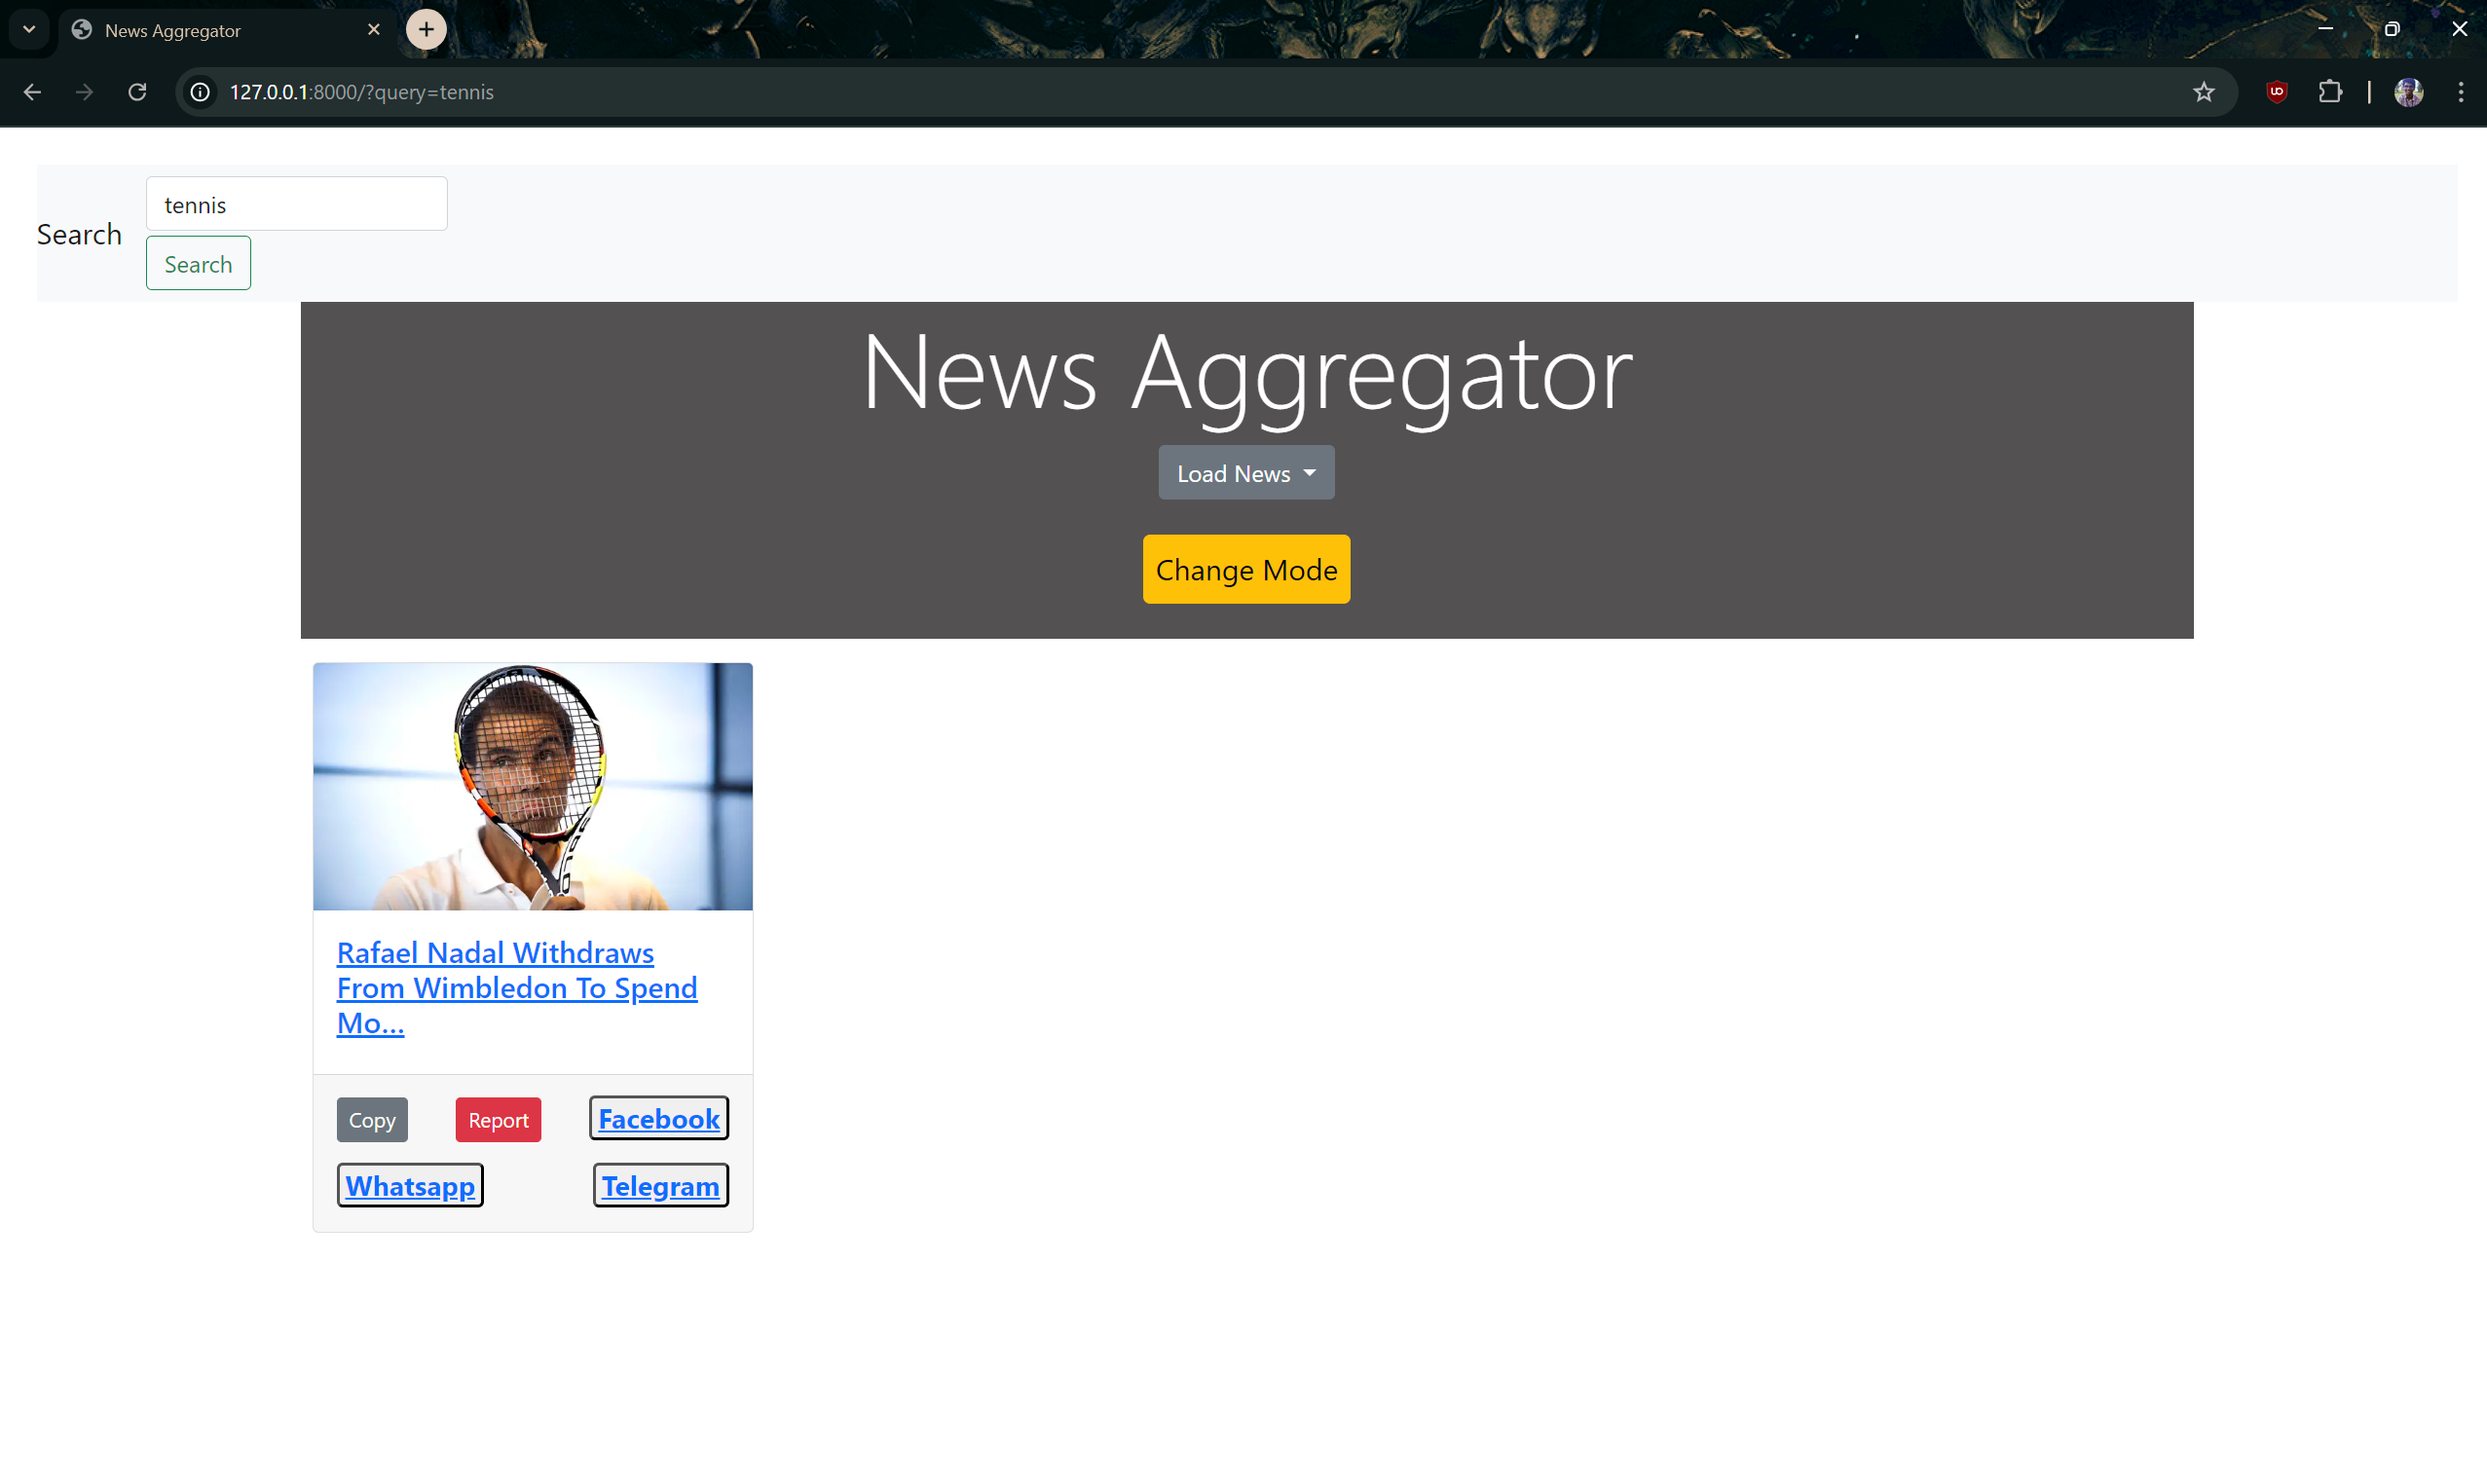 News Aggregator
127.0.0.1:8000/?query=tennis
Search
tennis
Search
News Aggregator
Load News
Change Mode
Rafael Nadal Withdraws
From Wimbledon To Spend
Mo...
Copy Report Facebook
Whatsapp Telegram